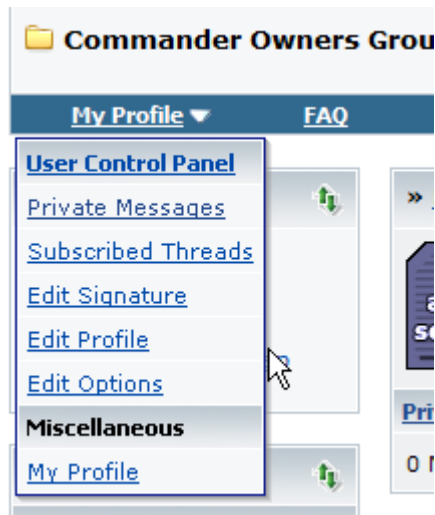 Commander Owners Grou
My Profile FAQ
User Control Panel
Private Messages
»
Subscribed Threads
Edit Signature
Edit Profile
Edit Options
Pri
Miscellaneous
My Profile
0